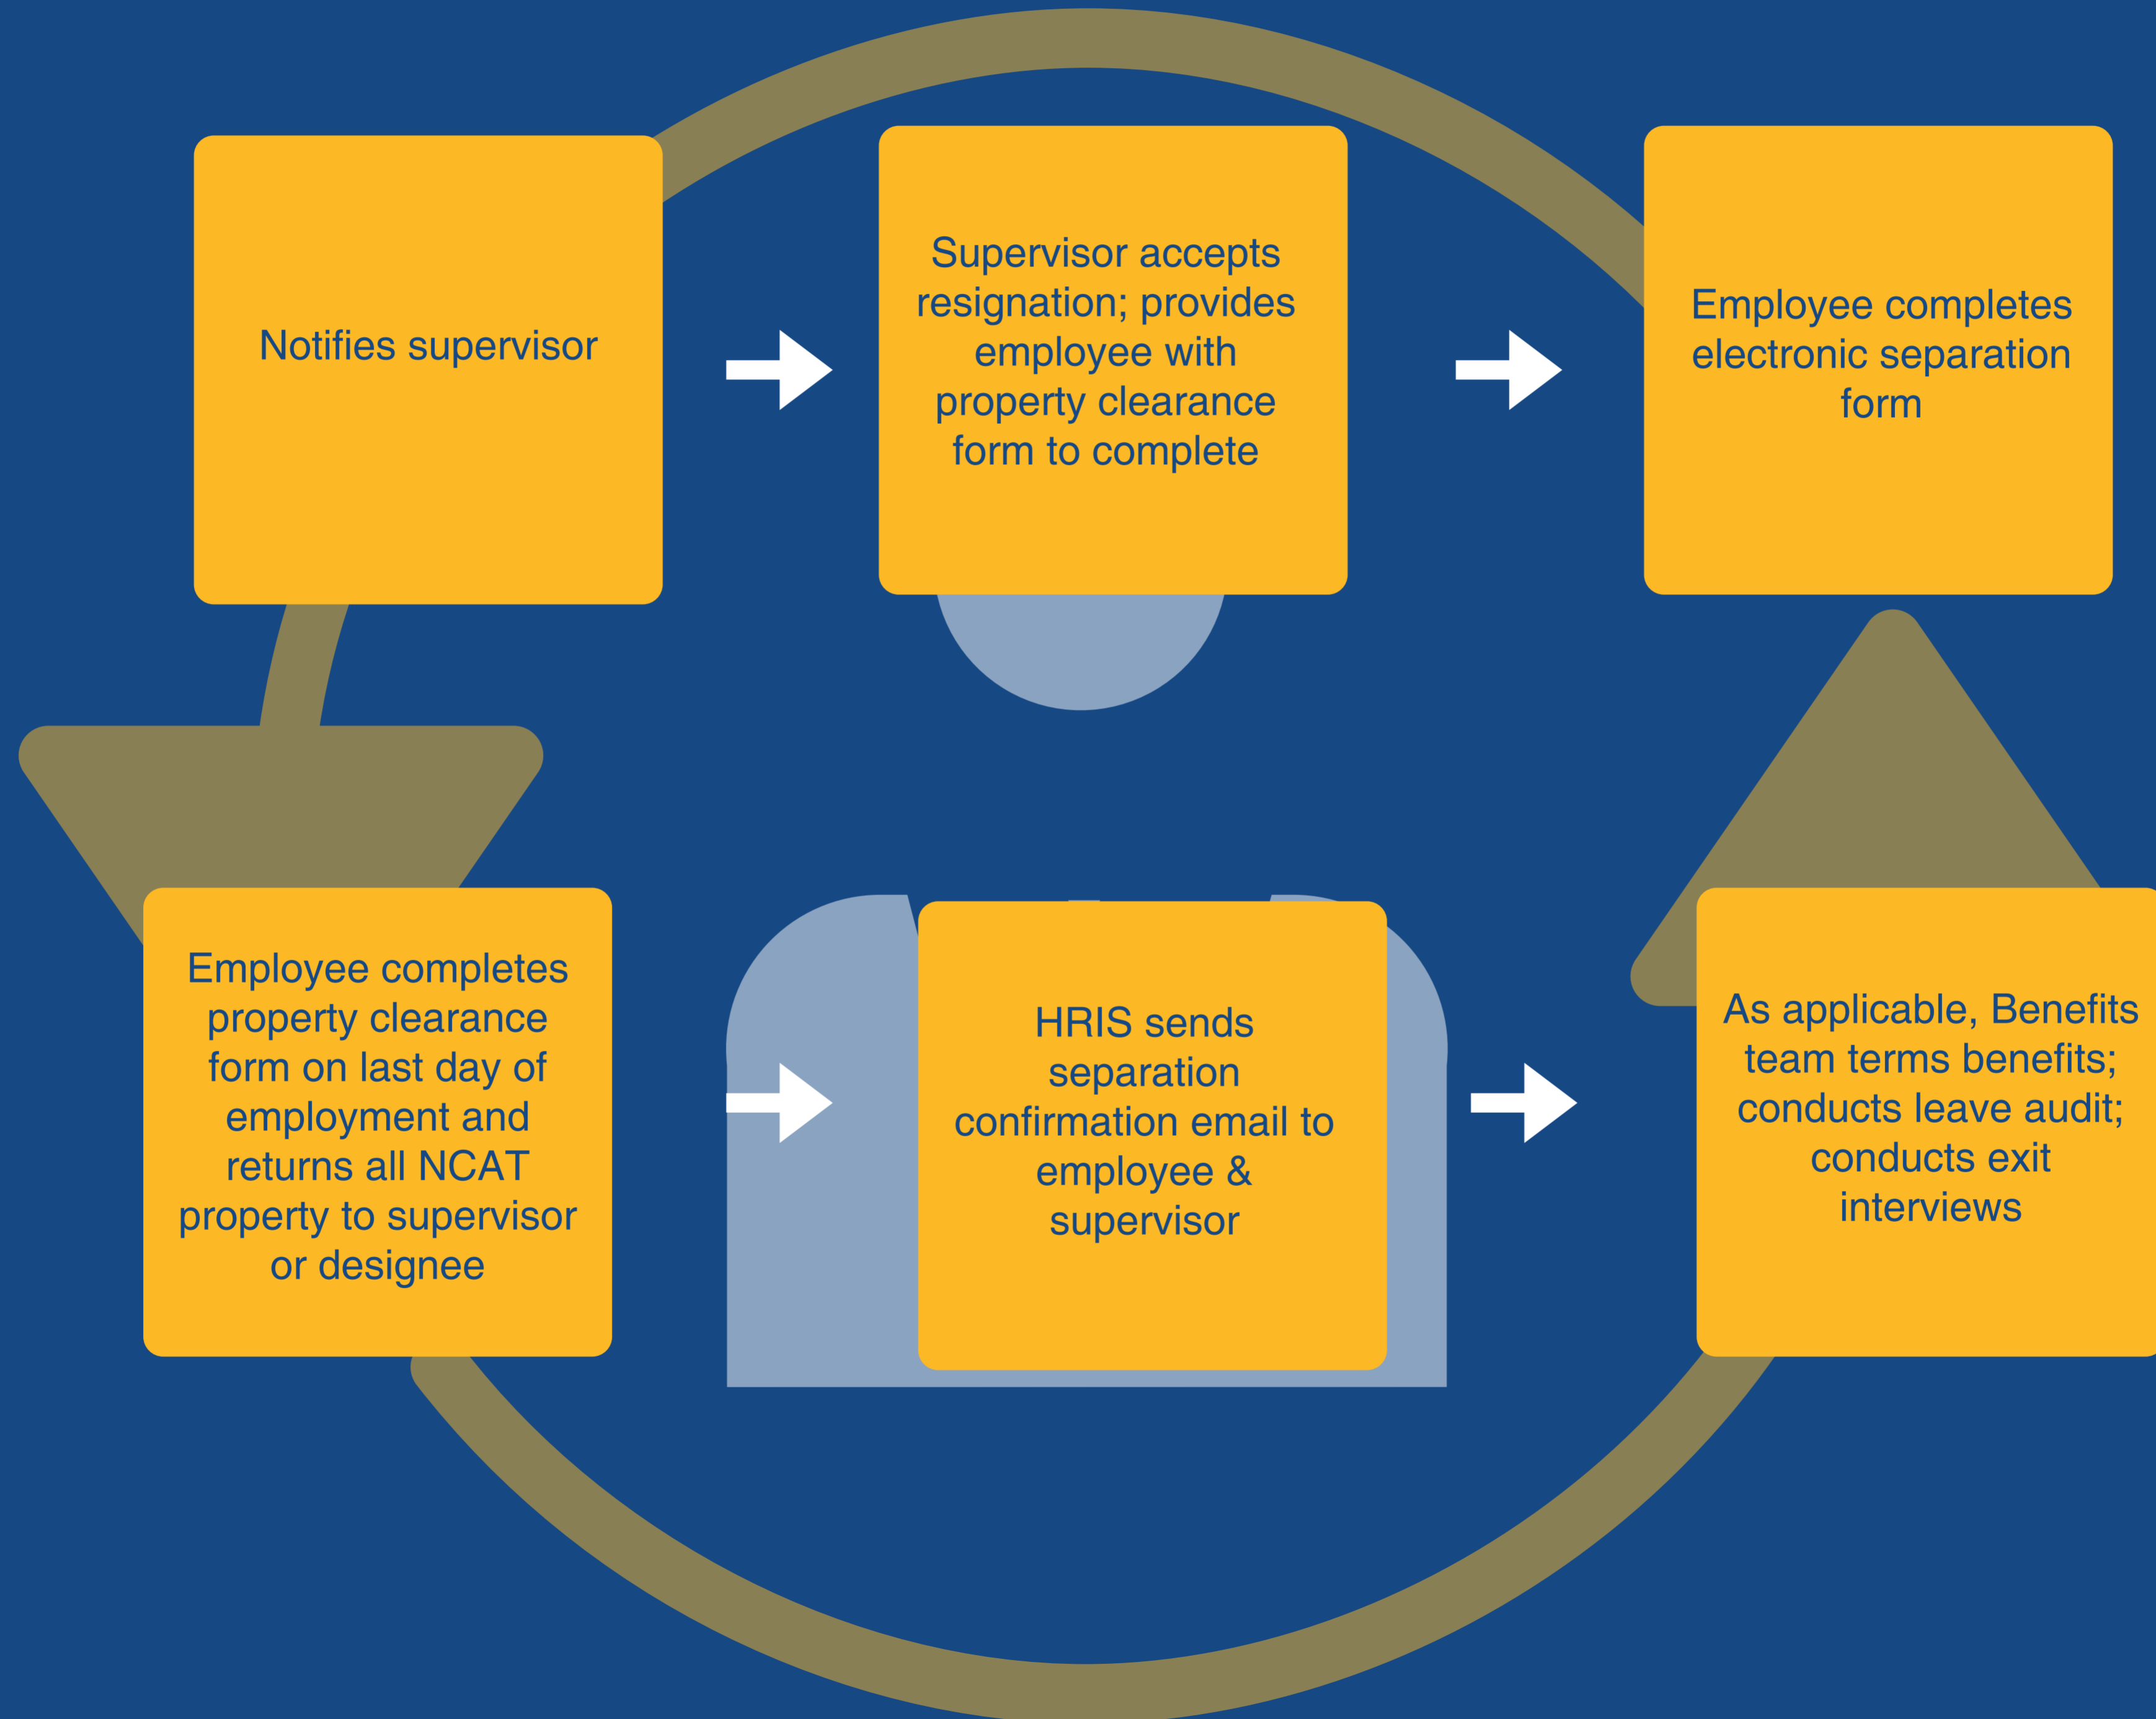 Notifies supervisor
Supervisor accepts
resignation; provides
employee with
property clearance
form to complete
Employee completes
electronic separation
form
Employee completes
property clearance
form on last day of
employment and
returns all NCAT
property to supervisor
or designee
HRIS sends
separation
confirmation email to
employee &
supervisor
As applicable, Benefits
team terms benefits;
conducts leave audit;
conducts exit
interviews